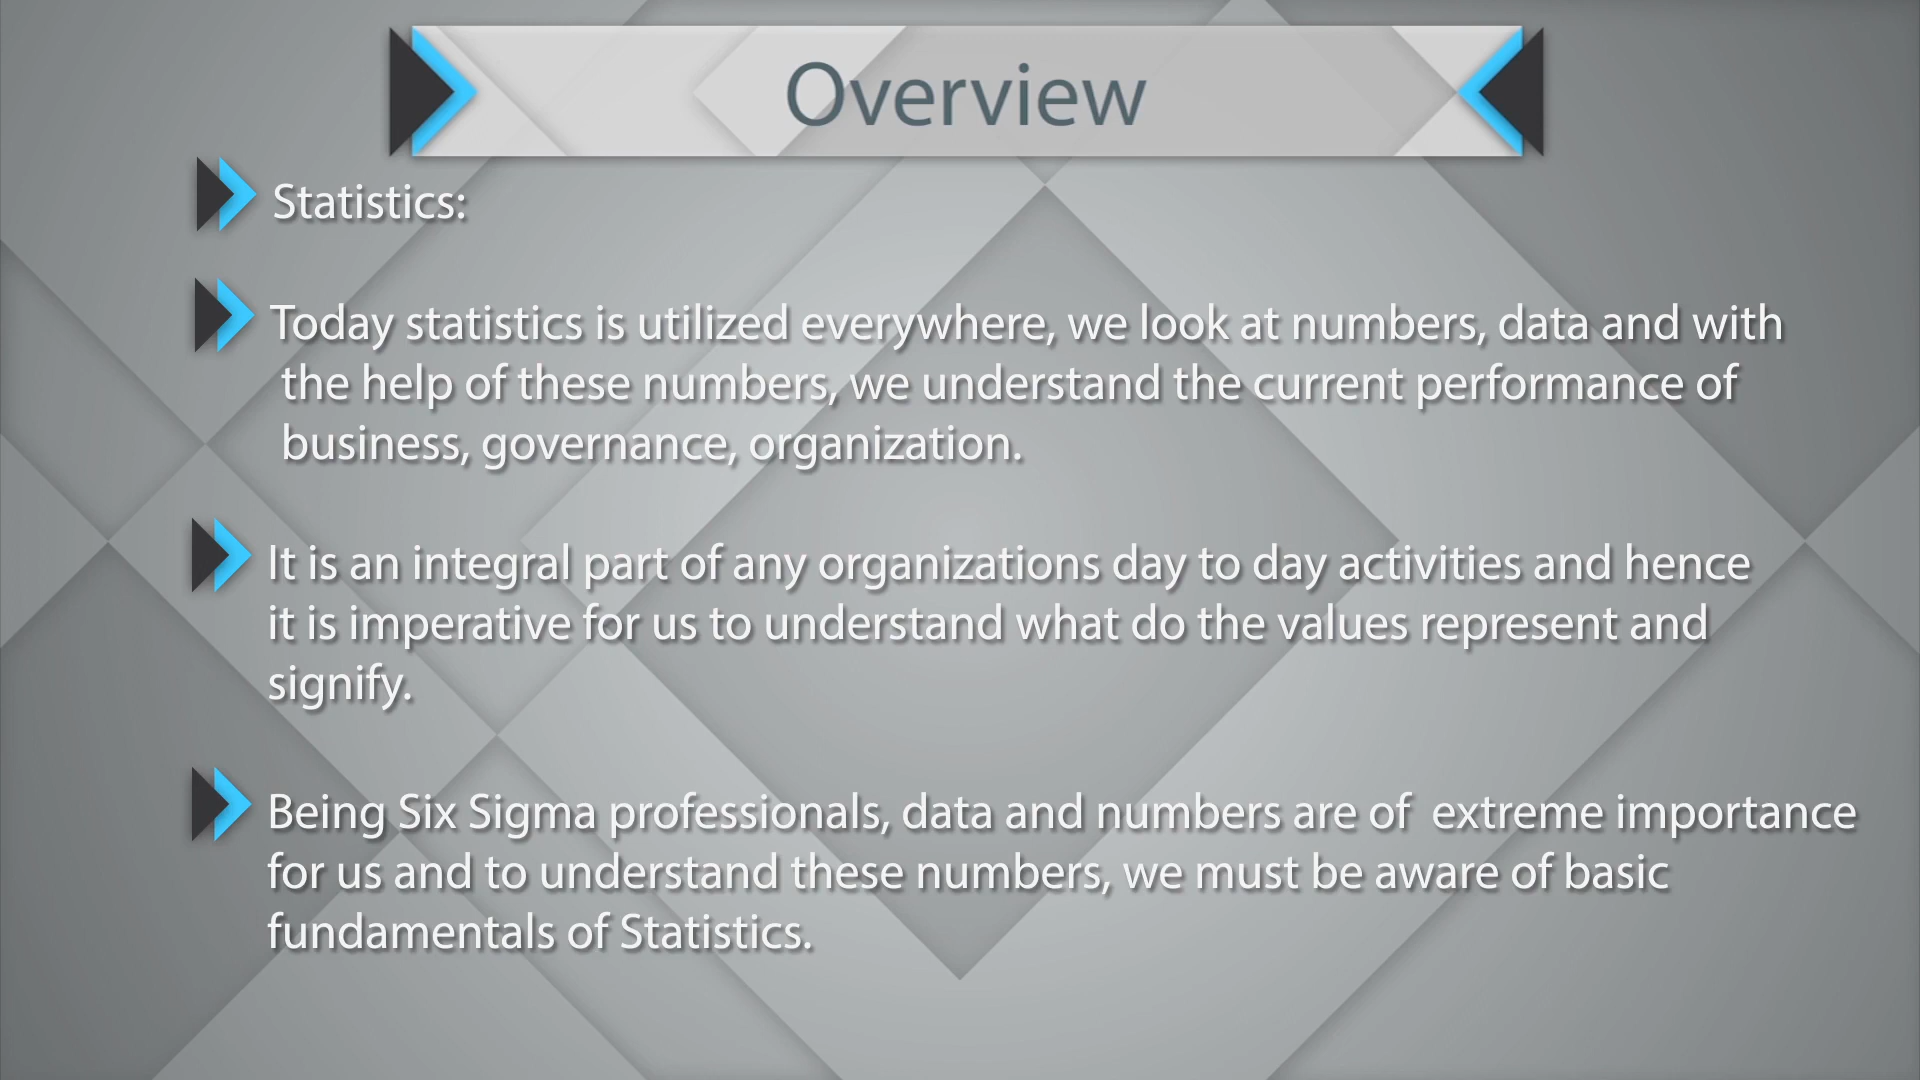 Overview
Statistics:
Today statistics is utilized everywhere, we look at numbers, data and with
the help of these numbers, we understand the current performance of
business, governance, organization.
It is an integral part of any organizations day to day activities and hence
it is imperative for us to understand what do the values represent and
signify.
Being Six Sigma professionals, data and numbers are of  extreme importance
for us and to understand these numbers, we must be aware of basic
fundamentals of Statistics.